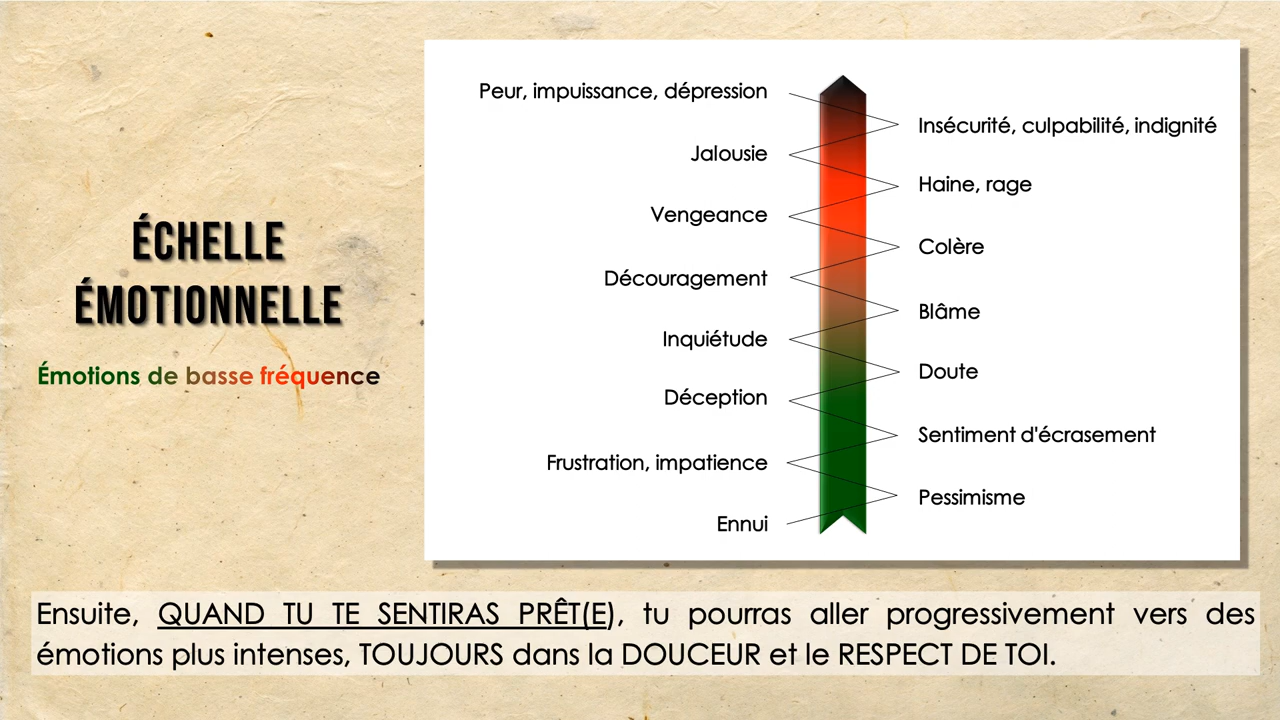 ÉCHELLE
ÉMOTIONNELLE
Émotions de basse fréquence
Peur, impuissance, dépression
Insécurité, culpabilité, indignité
Jalousie
Haine, rage
Vengeance
Colère
Découragement
Blâme
Inquiétude
Doute
Déception
Sentiment d'écrasement
Frustration, impatience
Pessimisme
Ennui
Ensuite, QUAND TU TE SENTIRAS PRÊT(E), tu pourras aller progressivement vers des
émotions plus intenses, TOUJOURS dans la DOUCEUR et le RESPECT DE TOI.